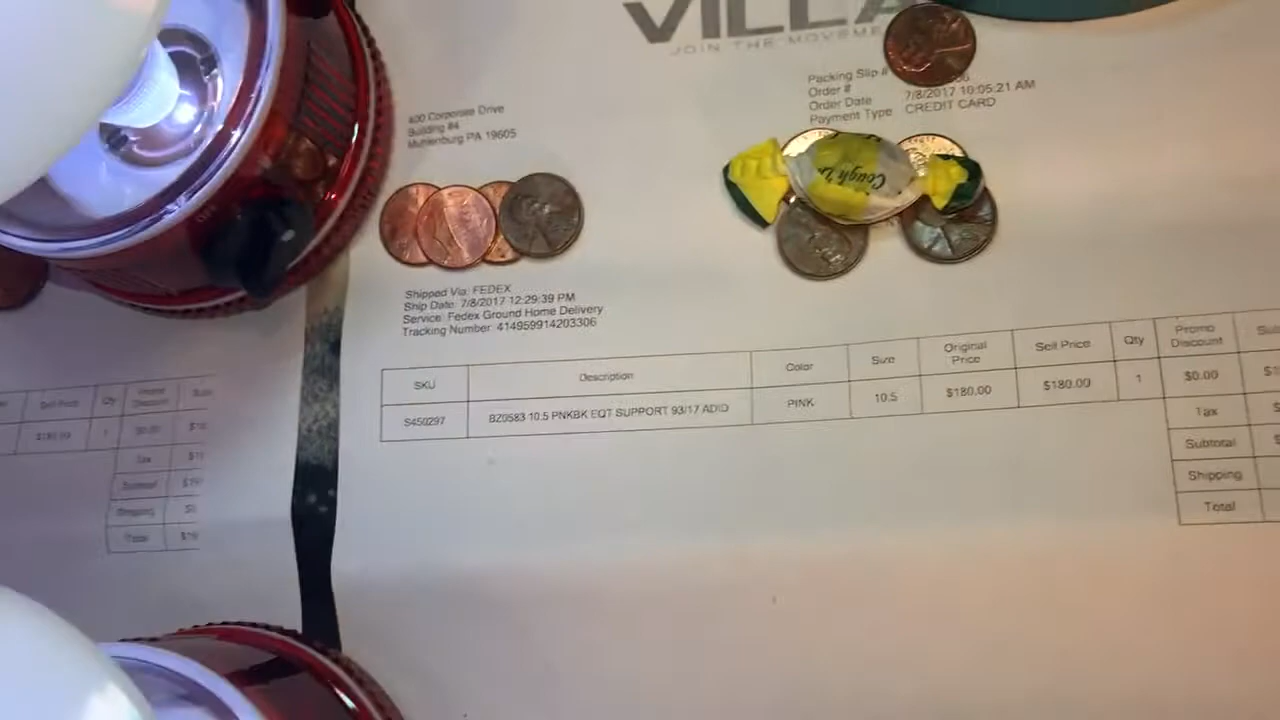 VILLA
JOIN THE MOVEME
400 Corporate Drive
Building #4
Muhlenburg PA 19605
Packing Slip #
Order #
Order Date 7/8/2017 10:05:21 AM
Payment Type CREDIT CARD
Cough
Shipped Via: FEDEX
Ship Date: 7/8/2017 12:29:39 PM
Service: Fedex Ground Home Delivery
Tracking Number: 414959914203306
SKU Description Color Size Original Price Sell Price Qty Promo Discount
S450297 BZ0583 10.5 PNKBK EQT SUPPORT 93/17 ADID PINK 10.5 $180.00 $180.00 1 $0.00
Tax
Subtotal
Shipping
Total
Sell Price Qty Promo Discount
$180.00 1 $0.00
Tax
Subtotal
Shipping
Total